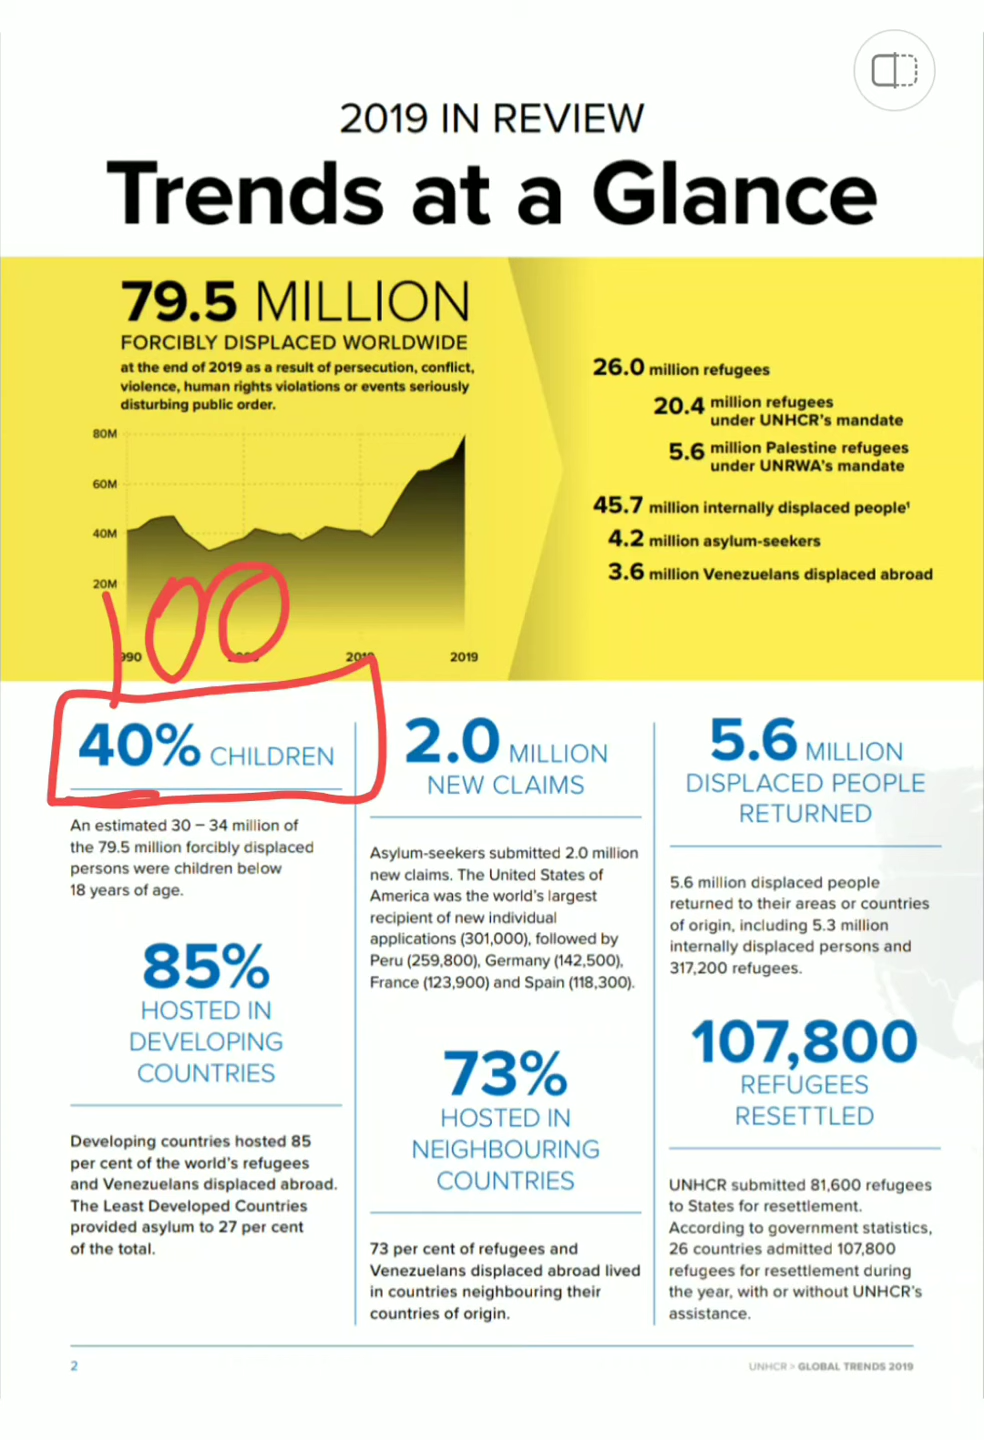 2019 IN REVIEW
Trends at a Glance
79.5 MILLION
FORCIBLY DISPLACED WORLDWIDE
at the end of 2019 as a result of persecution, conflict,
violence, human rights violations or events seriously
disturbing public order.
80M
60M
40M
20M
100
990
2019
26.0 million refugees
20.4 million refugees
under UNHCR's mandate
5.6 million Palestine refugees
under UNRWA's mandate
45.7 million internally displaced people¹
4.2 million asylum-seekers
3.6 million Venezuelans displaced abroad
40% CHILDREN
An estimated 30 – 34 million of
the 79.5 million forcibly displaced
persons were children below
18 years of age.
85%
HOSTED IN
DEVELOPING
COUNTRIES
Developing countries hosted 85
per cent of the world's refugees
and Venezuelans displaced abroad.
The Least Developed Countries
provided asylum to 27 per cent
of the total.
2.0 MILLION
NEW CLAIMS
Asylum-seekers submitted 2.0 million
new claims. The United States of
America was the world's largest
recipient of new individual
applications (301,000), followed by
Peru (259,800), Germany (142,500),
France (123,900) and Spain (118,300).
73%
HOSTED IN
NEIGHBOURING
COUNTRIES
73 per cent of refugees and
Venezuelans displaced abroad lived
in countries neighbouring their
countries of origin.
5.6 MILLION
DISPLACED PEOPLE
RETURNED
5.6 million displaced people
returned to their areas or countries
of origin, including 5.3 million
internally displaced persons and
317,200 refugees.
107,800
REFUGEES
RESETTLED
UNHCR submitted 81,600 refugees
to States for resettlement.
According to government statistics,
26 countries admitted 107,800
refugees for resettlement during
the year, with or without UNHCR's
assistance.
2
UNHCR > GLOBAL TRENDS 2019